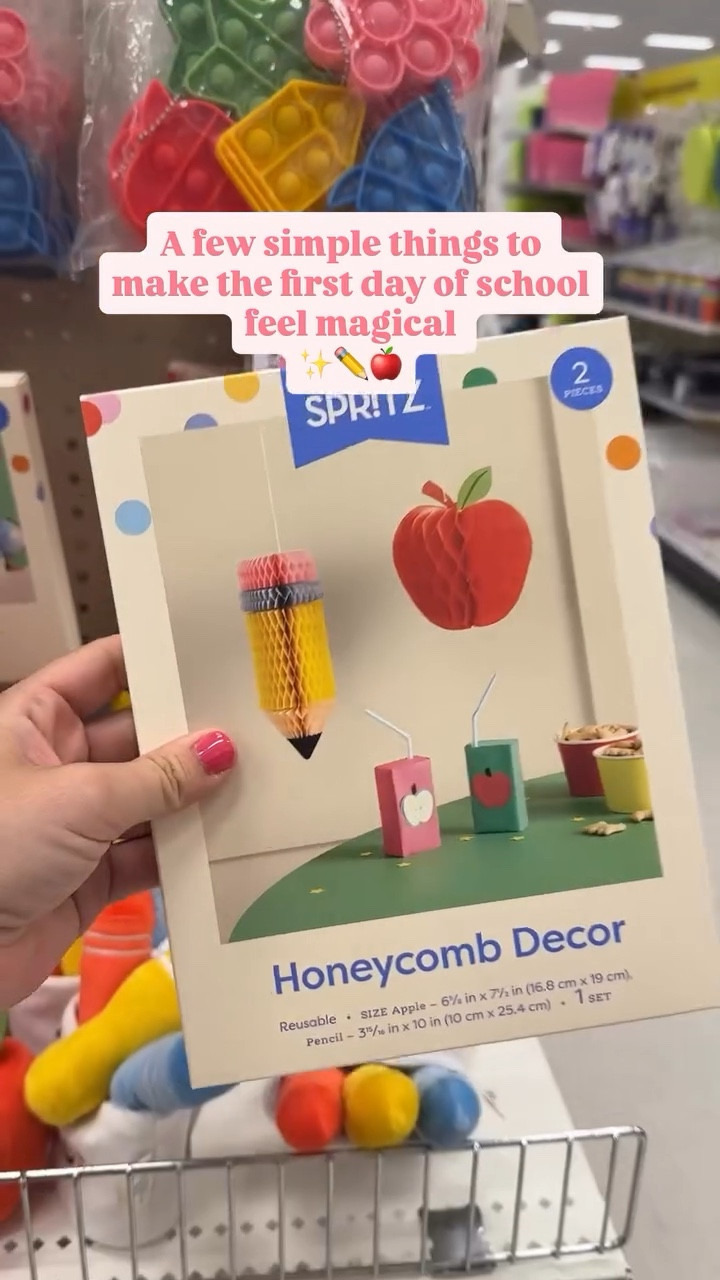 A few simple things to
make the first day of school
feel magical
✨✏️🍎
SPRITZ
2
PIECES
Honeycomb Decor
Reusable • SIZE Apple – 6⅝ in x 7½ in (16.8 cm x 19 cm),
Pencil – 3¹⁵⁄₁₆ in x 10 in (10 cm x 25.4 cm) • 1 SET